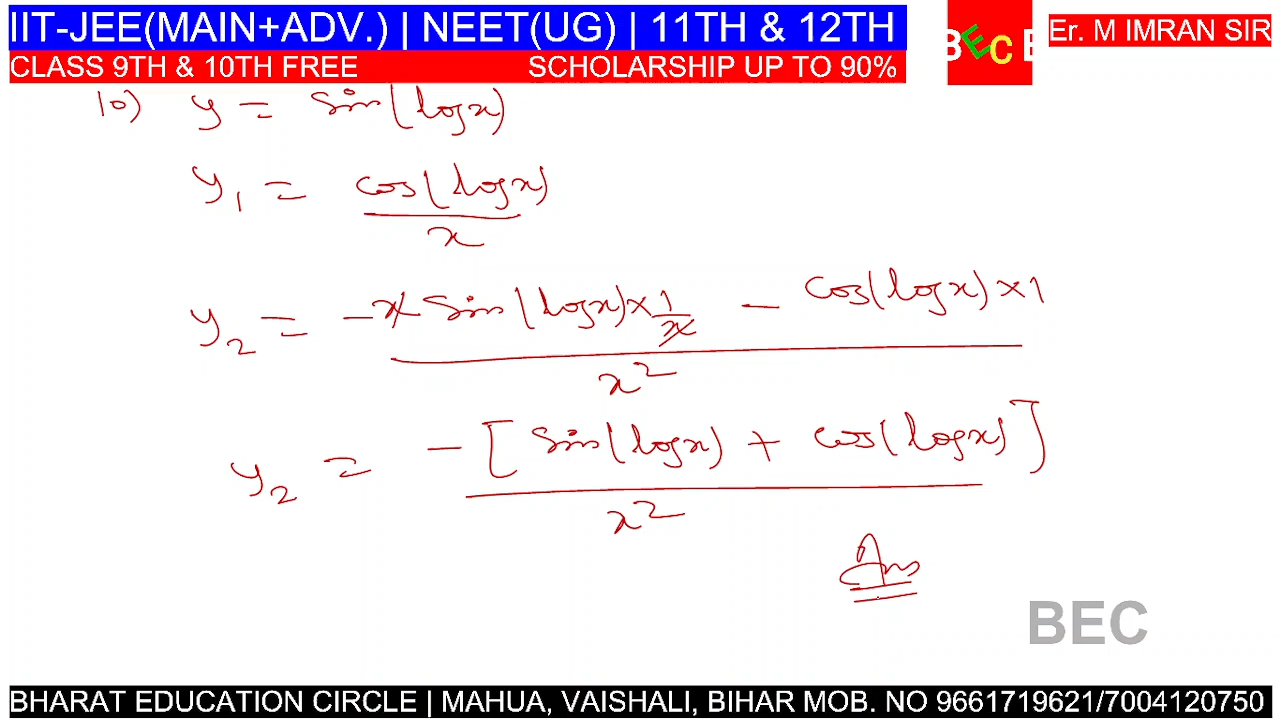 IIT-JEE(MAIN+ADV.) | NEET(UG) | 11TH & 12TH
BEC E
Er. M IMRAN SIR
CLASS 9TH & 10TH FREE SCHOLARSHIP UP TO 90%
10) y = sin(logx)
y₁ = cos(logx) / x
y₂ = -x sin(logx) × 1/x - cos(logx) × 1 / x²
y₂ = -[sin(logx) + cos(logx)] / x²
Ans
BEC
BHARAT EDUCATION CIRCLE | MAHUA, VAISHALI, BIHAR MOB. NO 9661719621/7004120750